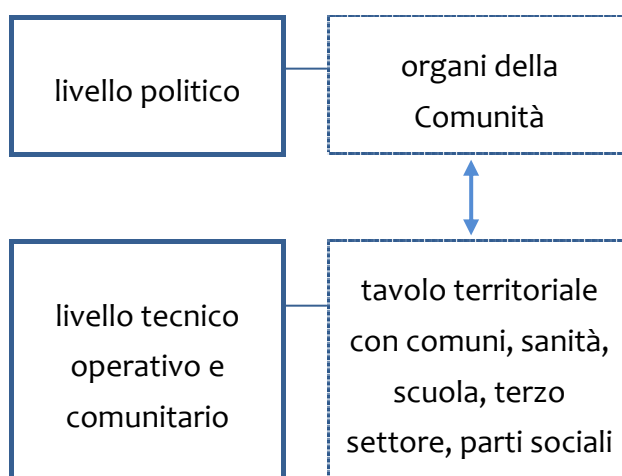 livello politico
organi della
Comunità
livello tecnico
operativo e
comunitario
tavolo territoriale
con comuni, sanità,
scuola, terzo
settore, parti sociali